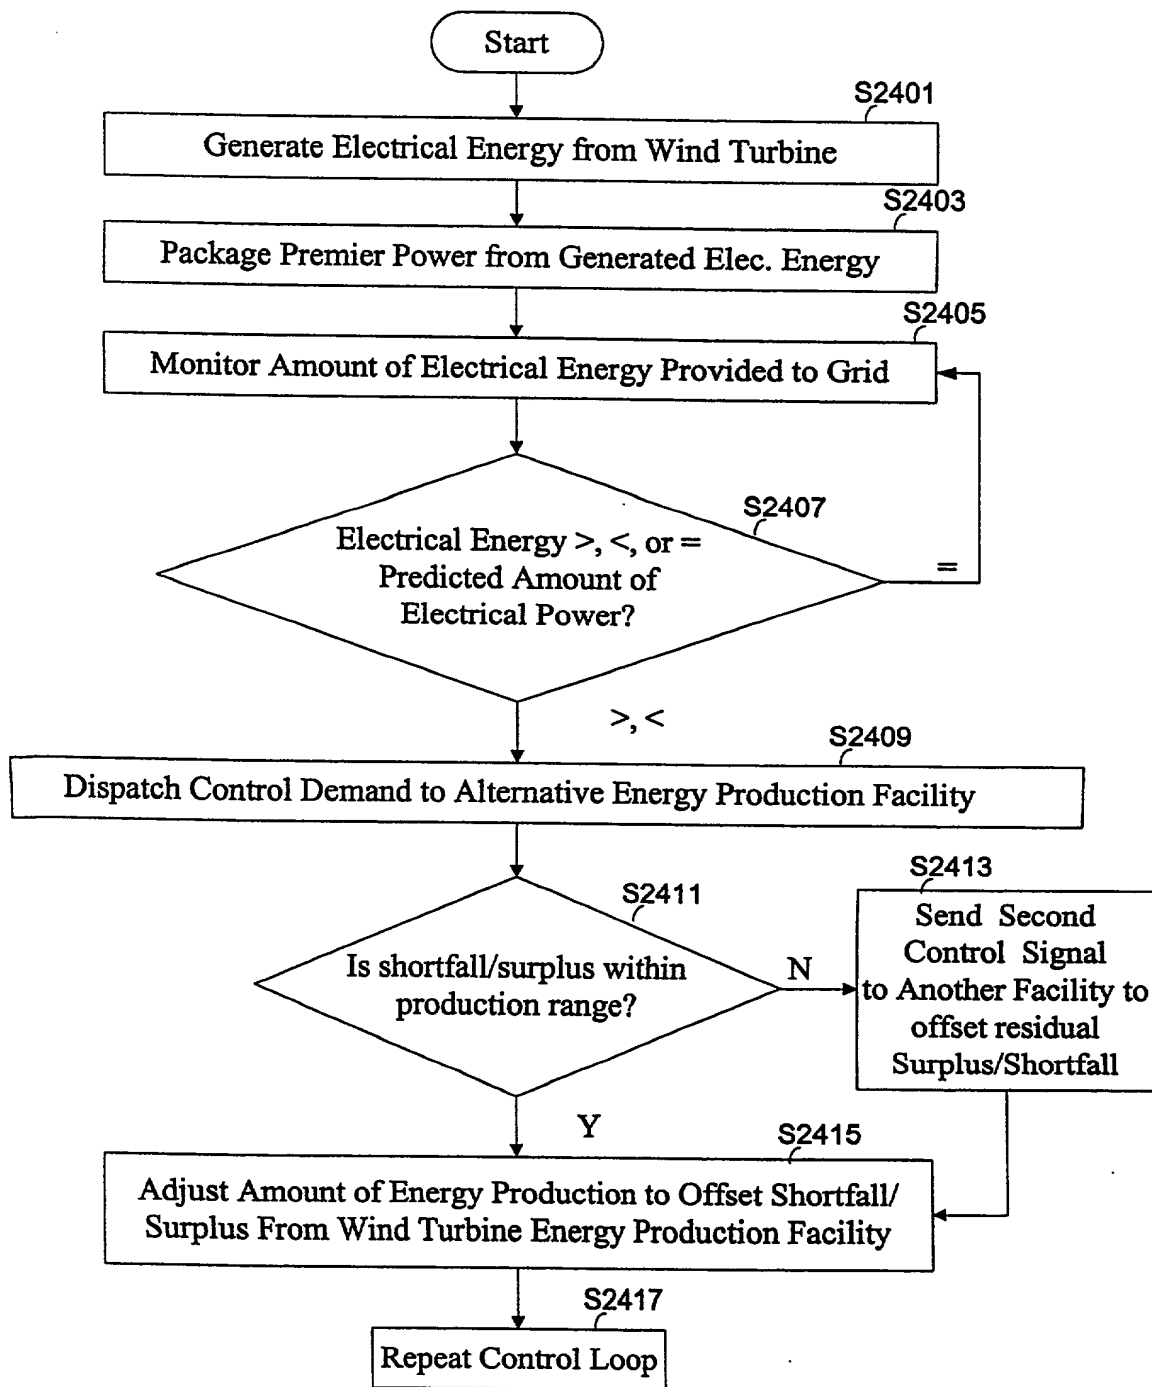 Start
S2401
Generate Electrical Energy from Wind Turbine
S2403
Package Premier Power from Generated Elec. Energy
S2405
Monitor Amount of Electrical Energy Provided to Grid
S2407
Electrical Energy >, <, or =
Predicted Amount of
Electrical Power?
=
>, <
S2409
Dispatch Control Demand to Alternative Energy Production Facility
S2411
Is shortfall/surplus within
production range?
N
S2413
Send Second
Control Signal
to Another Facility to
offset residual
Surplus/Shortfall
Y
S2415
Adjust Amount of Energy Production to Offset Shortfall/
Surplus From Wind Turbine Energy Production Facility
S2417
Repeat Control Loop